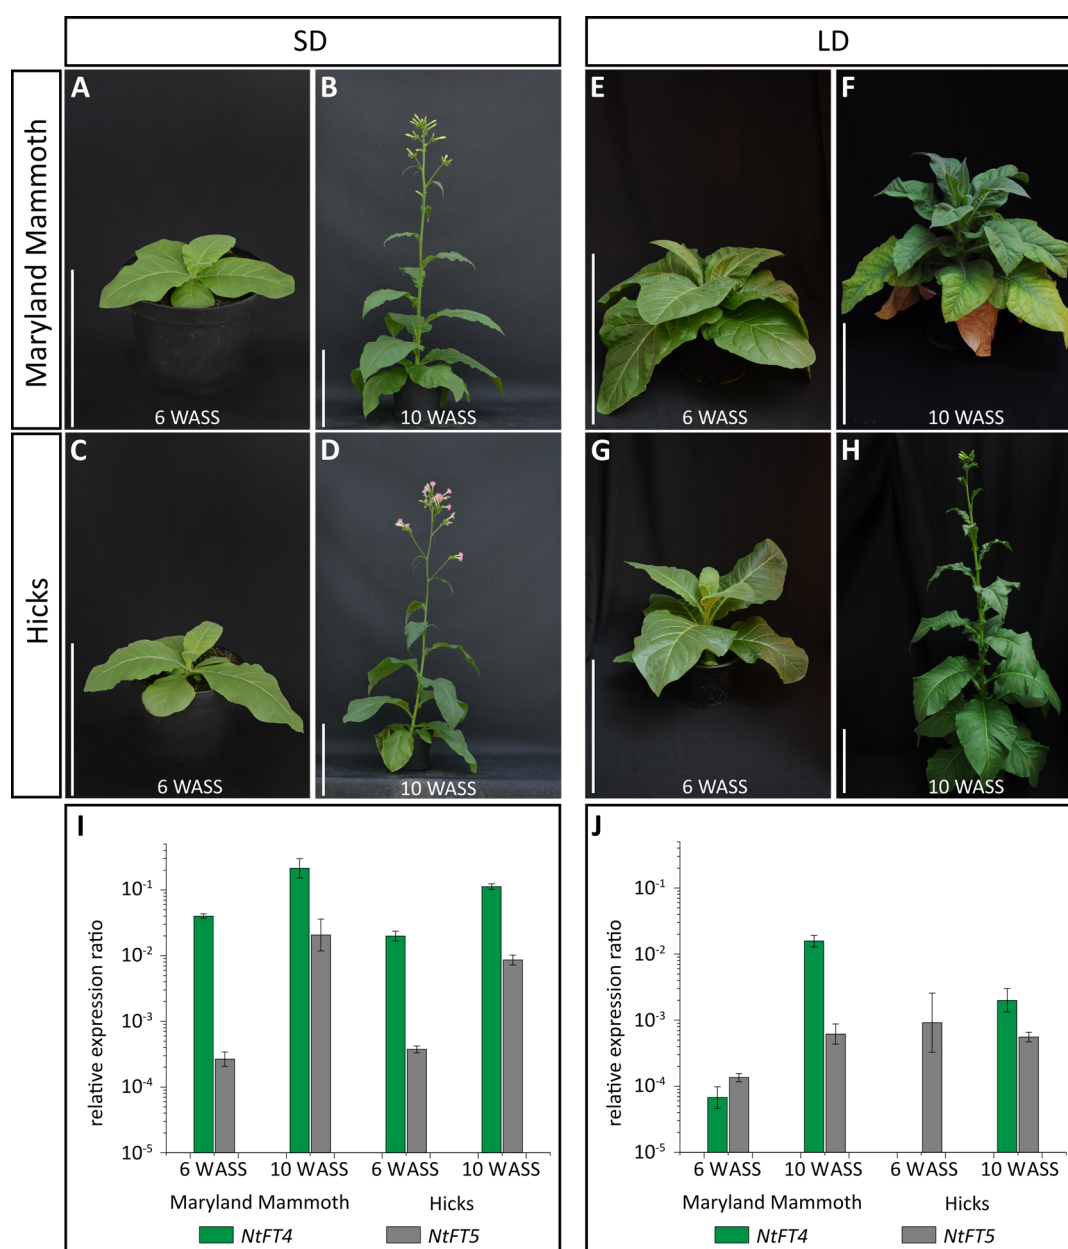 SD
LD
Maryland Mammoth
A
6 WASS
B
10 WASS
E
6 WASS
F
10 WASS
Hicks
C
6 WASS
D
10 WASS
G
6 WASS
H
10 WASS
I
relative expression ratio
10-1
10-2
10-3
10-4
10-5
6 WASS 10 WASS 6 WASS 10 WASS
Maryland Mammoth Hicks
NtFT4 NtFT5
J
relative expression ratio
10-1
10-2
10-3
10-4
10-5
6 WASS 10 WASS 6 WASS 10 WASS
Maryland Mammoth Hicks
NtFT4 NtFT5